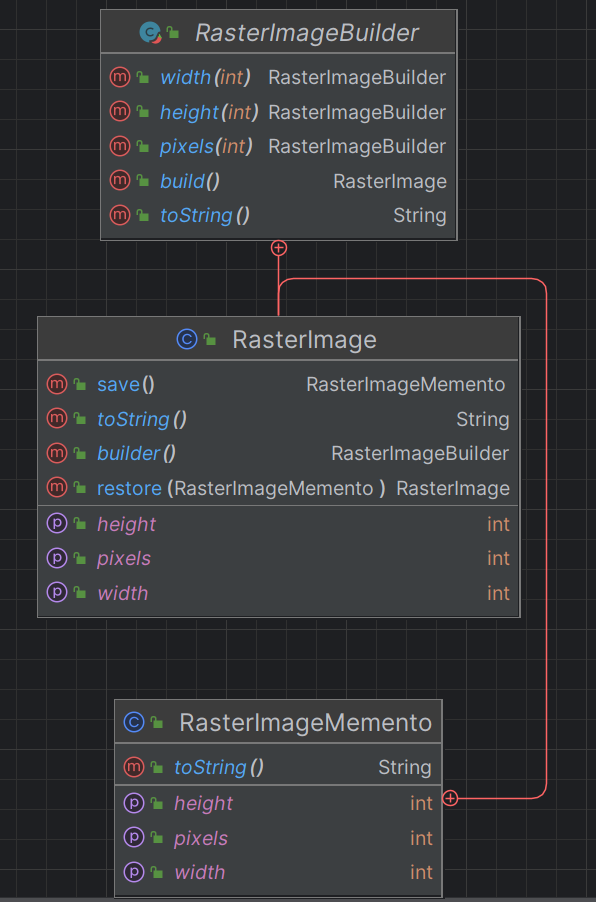 RasterImageBuilder
m width(int) RasterImageBuilder
m height(int) RasterImageBuilder
m pixels(int) RasterImageBuilder
m build() RasterImage
m toString() String
C RasterImage
m save() RasterImageMemento
m toString() String
m builder() RasterImageBuilder
m restore(RasterImageMemento ) RasterImage
p height int
p pixels int
p width int
C RasterImageMemento
m toString() String
p height int
p pixels int
p width int